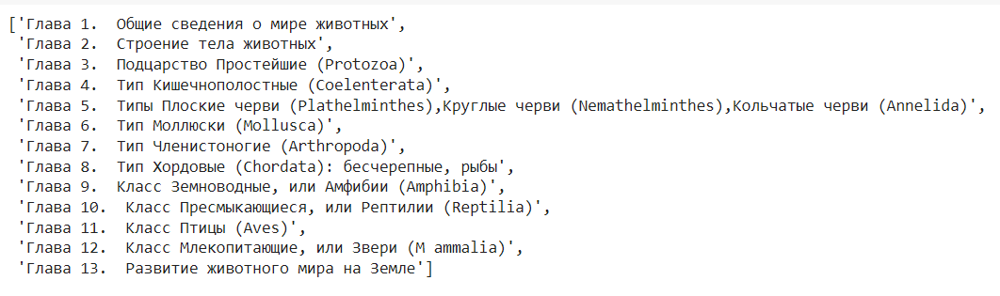 ['Глава 1.  Общие сведения о мире животных',
 'Глава 2.  Строение тела животных',
 'Глава 3.  Подцарство Простейшие (Protozoa)',
 'Глава 4.  Тип Кишечнополостные (Coelenterata)',
 'Глава 5.  Типы Плоские черви (Plathelminthes),Круглые черви (Nemathelminthes),Кольчатые черви (Annelida)',
 'Глава 6.  Тип Моллюски (Mollusca)',
 'Глава 7.  Тип Членистоногие (Arthropoda)',
 'Глава 8.  Тип Хордовые (Chordata): бесчерепные, рыбы',
 'Глава 9.  Класс Земноводные, или Амфибии (Amphibia)',
 'Глава 10.  Класс Пресмыкающиеся, или Рептилии (Reptilia)',
 'Глава 11.  Класс Птицы (Aves)',
 'Глава 12.  Класс Млекопитающие, или Звери (M ammalia)',
 'Глава 13.  Развитие животного мира на Земле']